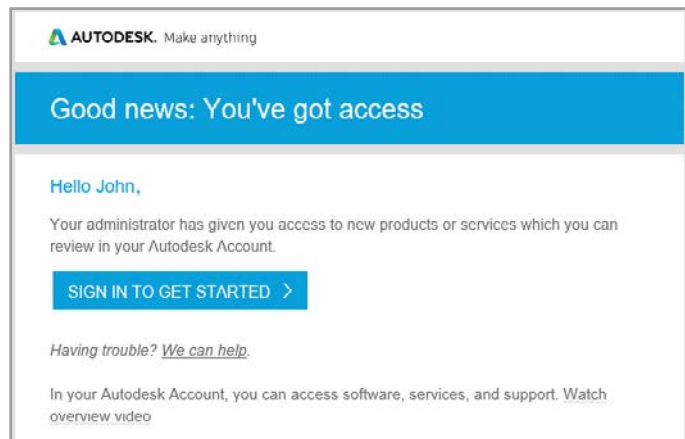 AUTODESK. Make anything
Good news: You've got access
Hello John,
Your administrator has given you access to new products or services which you can
review in your Autodesk Account.
SIGN IN TO GET STARTED >
Having trouble? We can help.
In your Autodesk Account, you can access software, services, and support. Watch
overview video